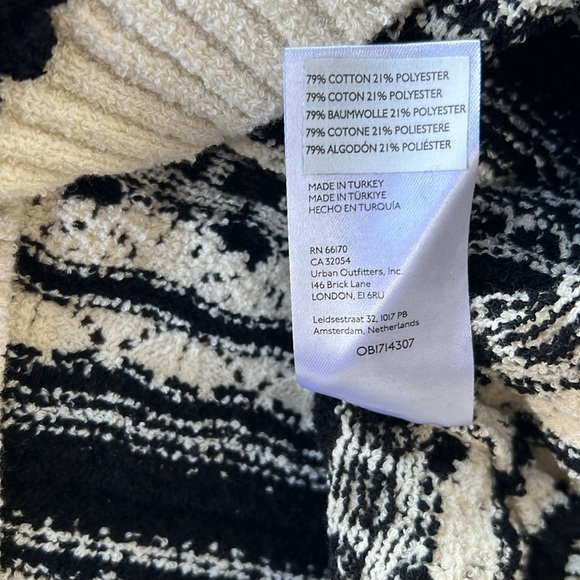 79% COTTON 21% POLYESTER
79% COTON 21% POLYESTER
79% BAUMWOLLE 21% POLYESTER
79% COTONE 21% POLIESTERE
79% ALGODÓN 21% POLIÉSTER
MADE IN TURKEY
MADE IN TÜRKIYE
HECHO EN TURQUÍA
RN 66170
CA 32054
Urban Outfitters, Inc.
146 Brick Lane
LONDON, E1 6RU
Leidsestraat 32, 1017 PB
Amsterdam, Netherlands
OB1714307